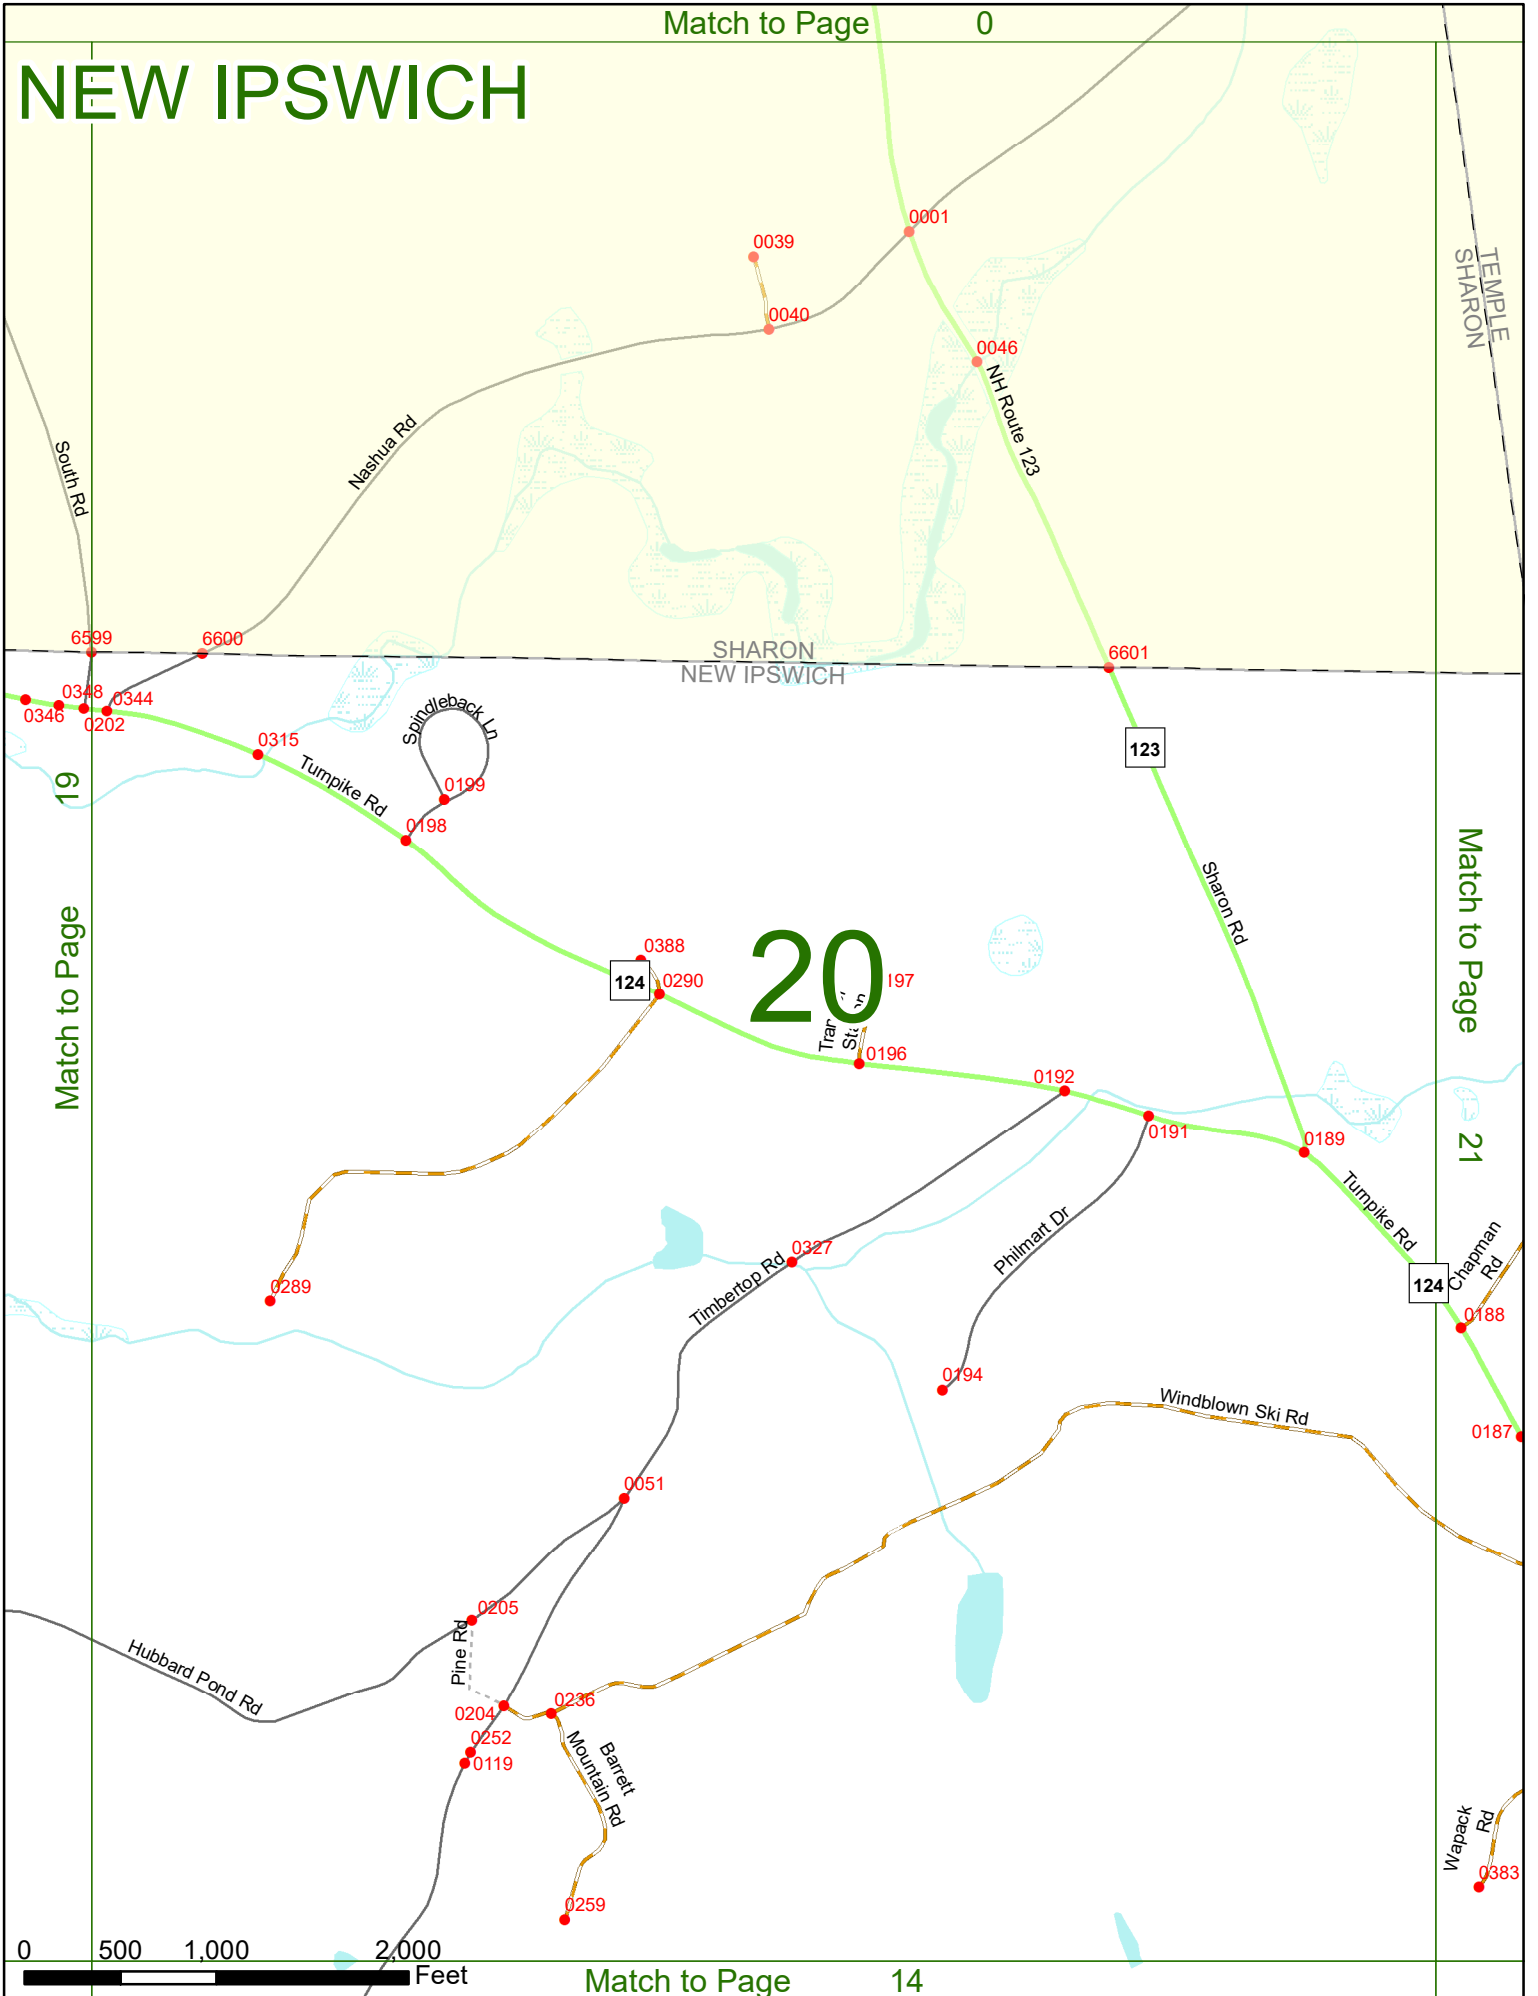 Match to Page 0
NEW IPSWICH
0001
0039
0040
0046
TEMPLE
SHARON
NH Route 123
Nashua Rd
South Rd
6599
6600
SHARON
NEW IPSWICH
6601
0348
0344
0346
0202
Spindleback Ln
123
0315
Turnpike Rd
0199
0198
19
Match to Page
Match to Page
21
Sharon Rd
0388
124
0290
20
197
0196
0192
0191
0189
Turnpike Rd
Chapman
Rd
124
0188
Philmart Dr
0327
Timbertop Rd
0289
0194
Windblown Ski Rd
0187
0051
0205
Pine Rd
Hubbard Pond Rd
0204
0236
0252
0119
Barrett
Mountain Rd
Wapack
Rd
0383
0259
0 500 1,000 2,000
Feet
Match to Page 14